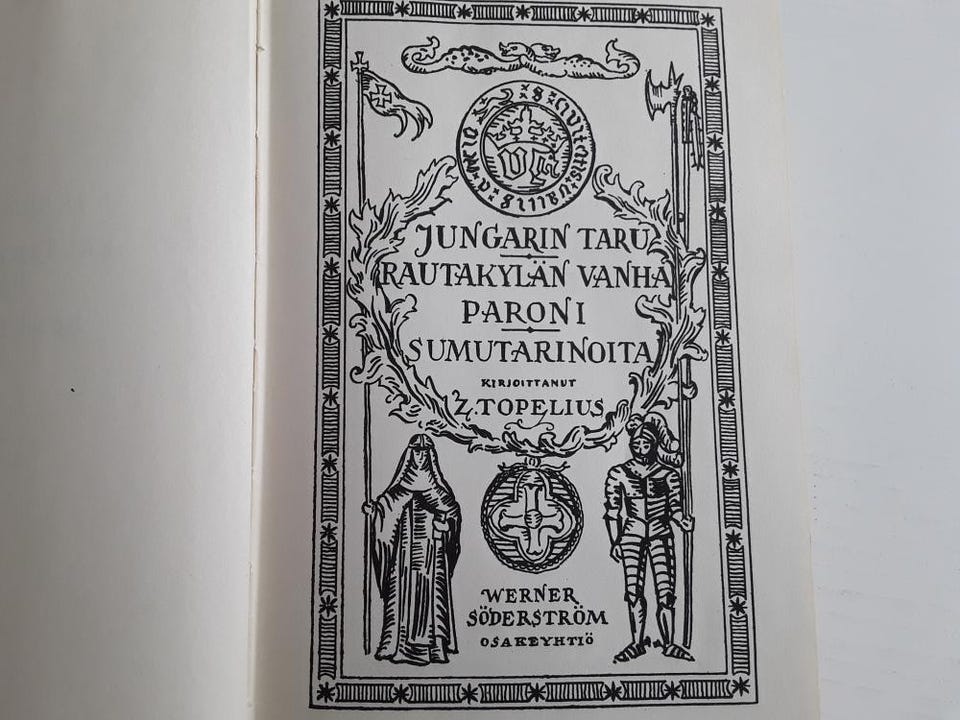 JUNGARIN TARU
RAUTAKYLÄN VANHA
PARONI
SUMUTARINOITA
KIRJOITTANUT
Z. TOPELIUS
WERNER
SÖDERSTRÖM
OSAKEYHTIÖ